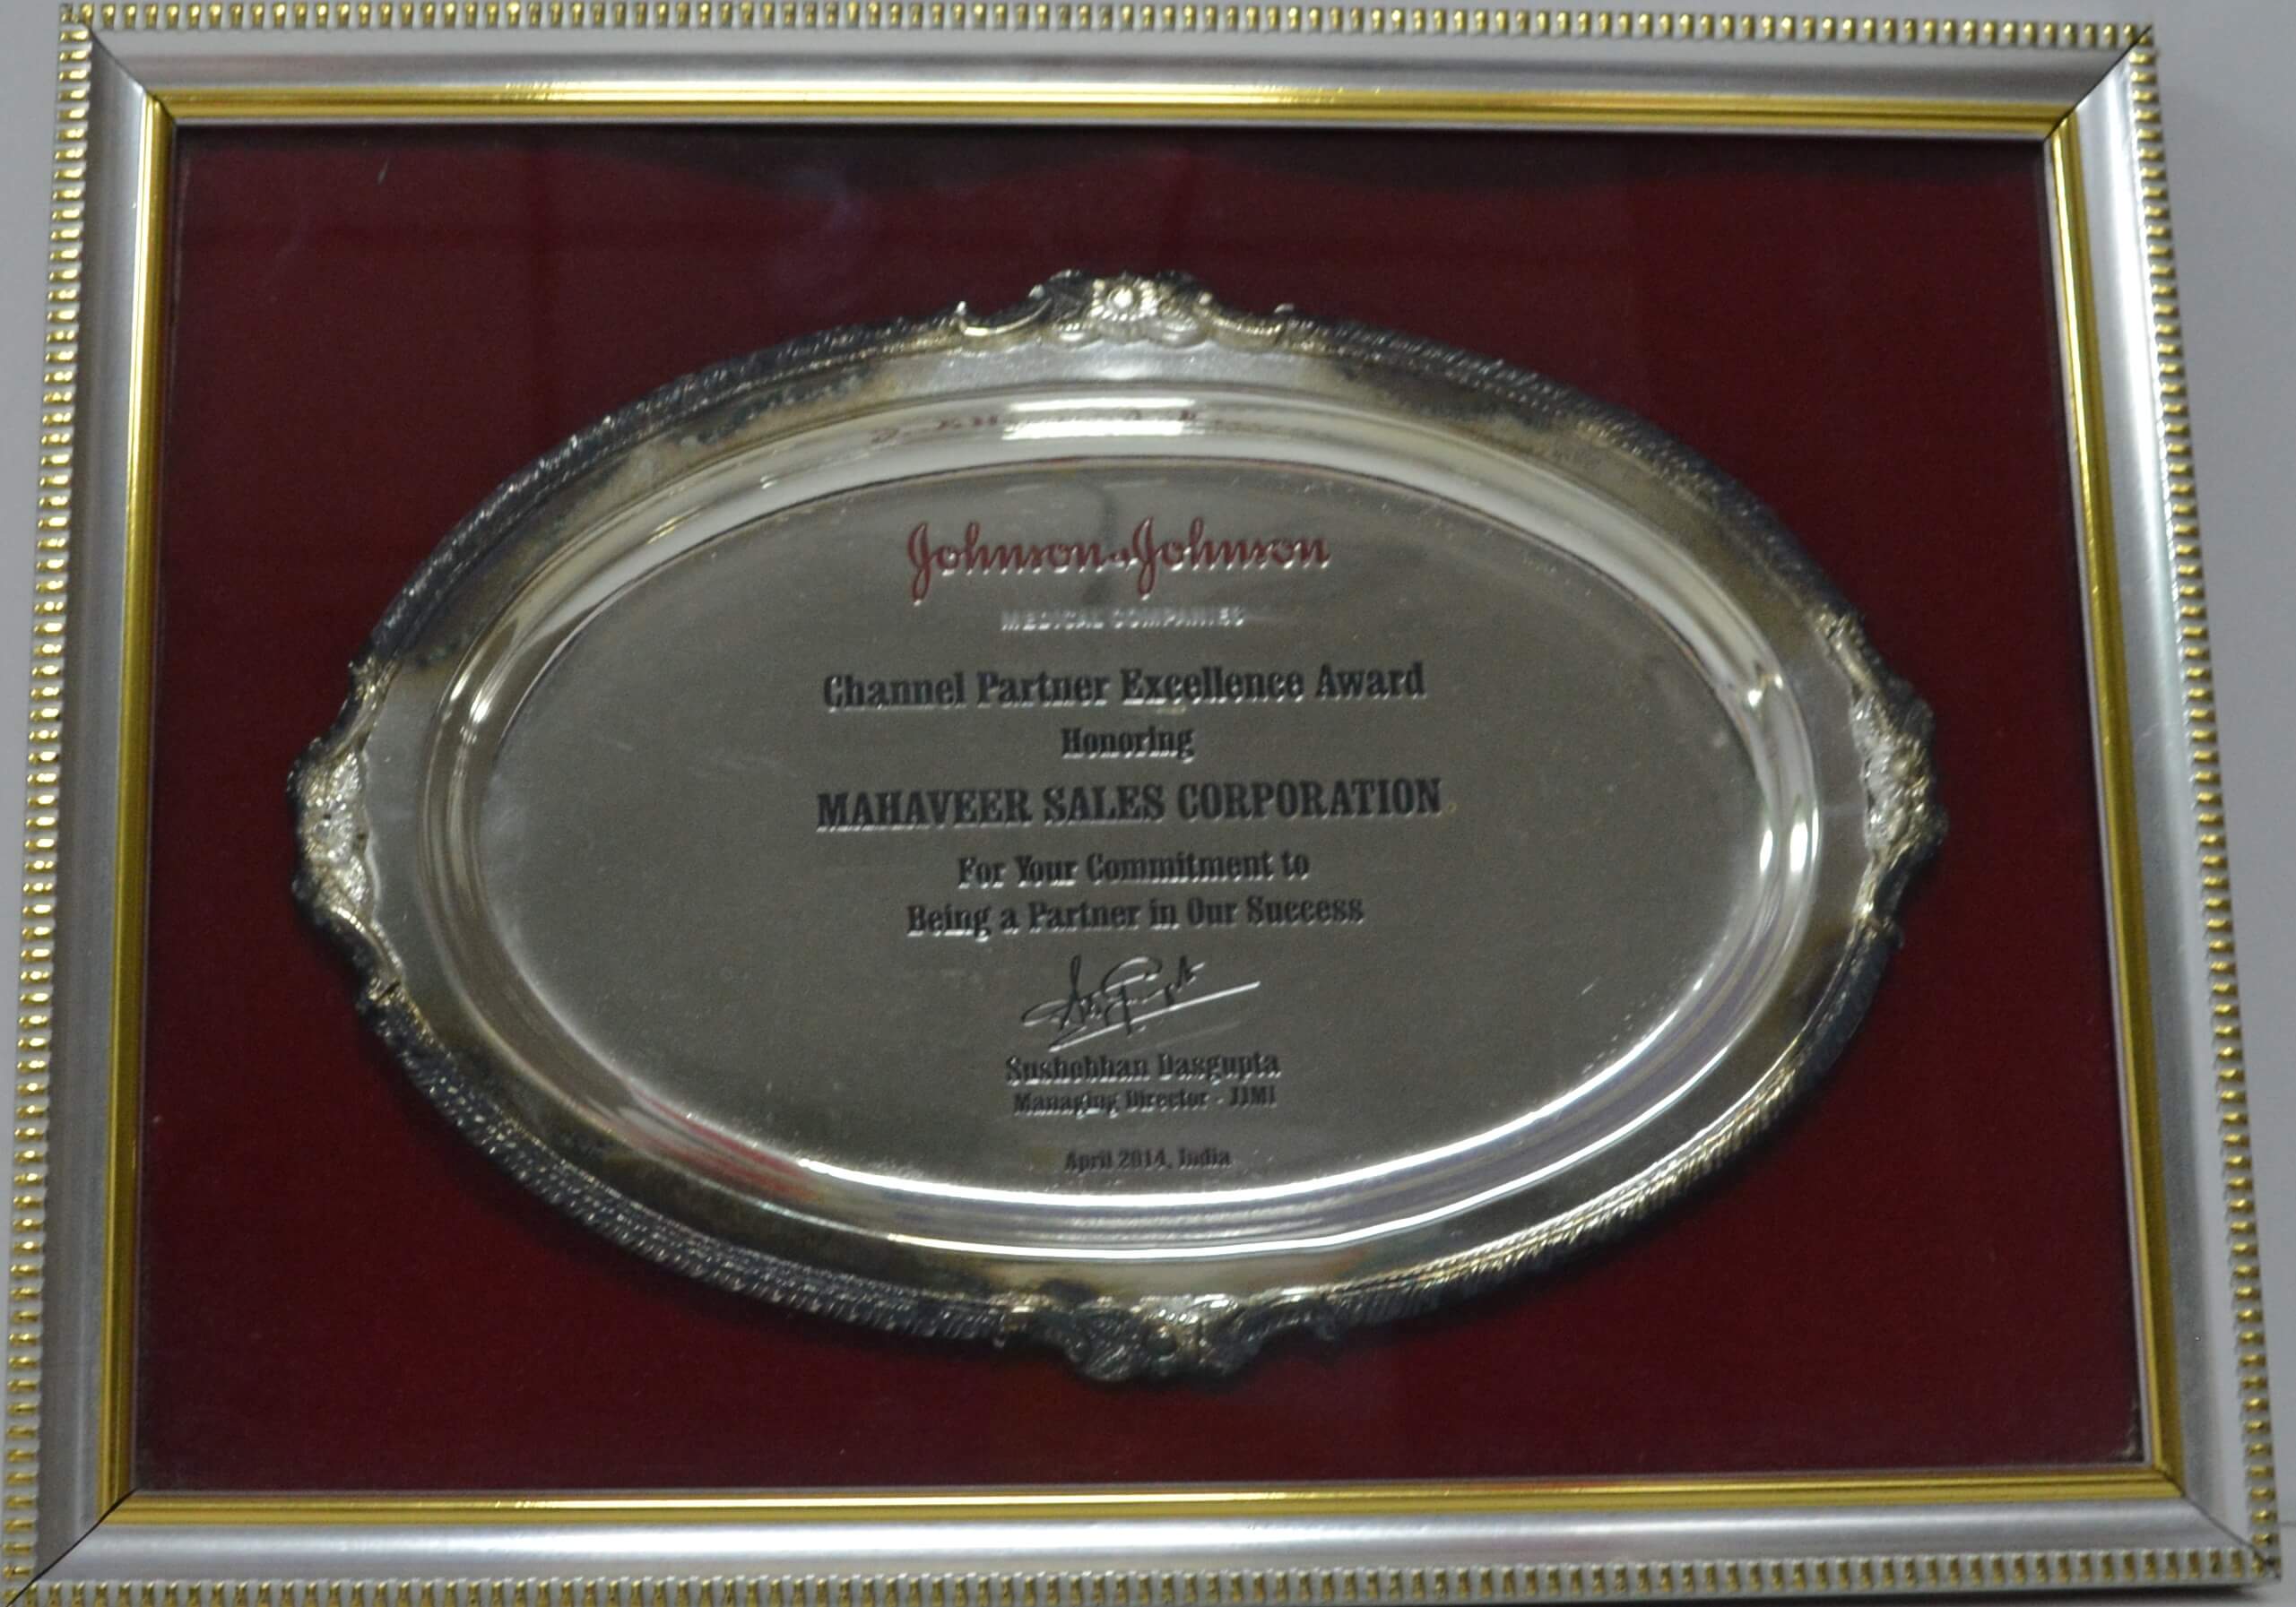 Johnson & Johnson
MEDICAL COMPANIES
Channel Partner Excellence Award
Honoring
MAHAVEER SALES CORPORATION
For Your Commitment to
Being a Partner in Our Success
Sushobhan Dasgupta
Managing Director - JJMI
April 2014, India